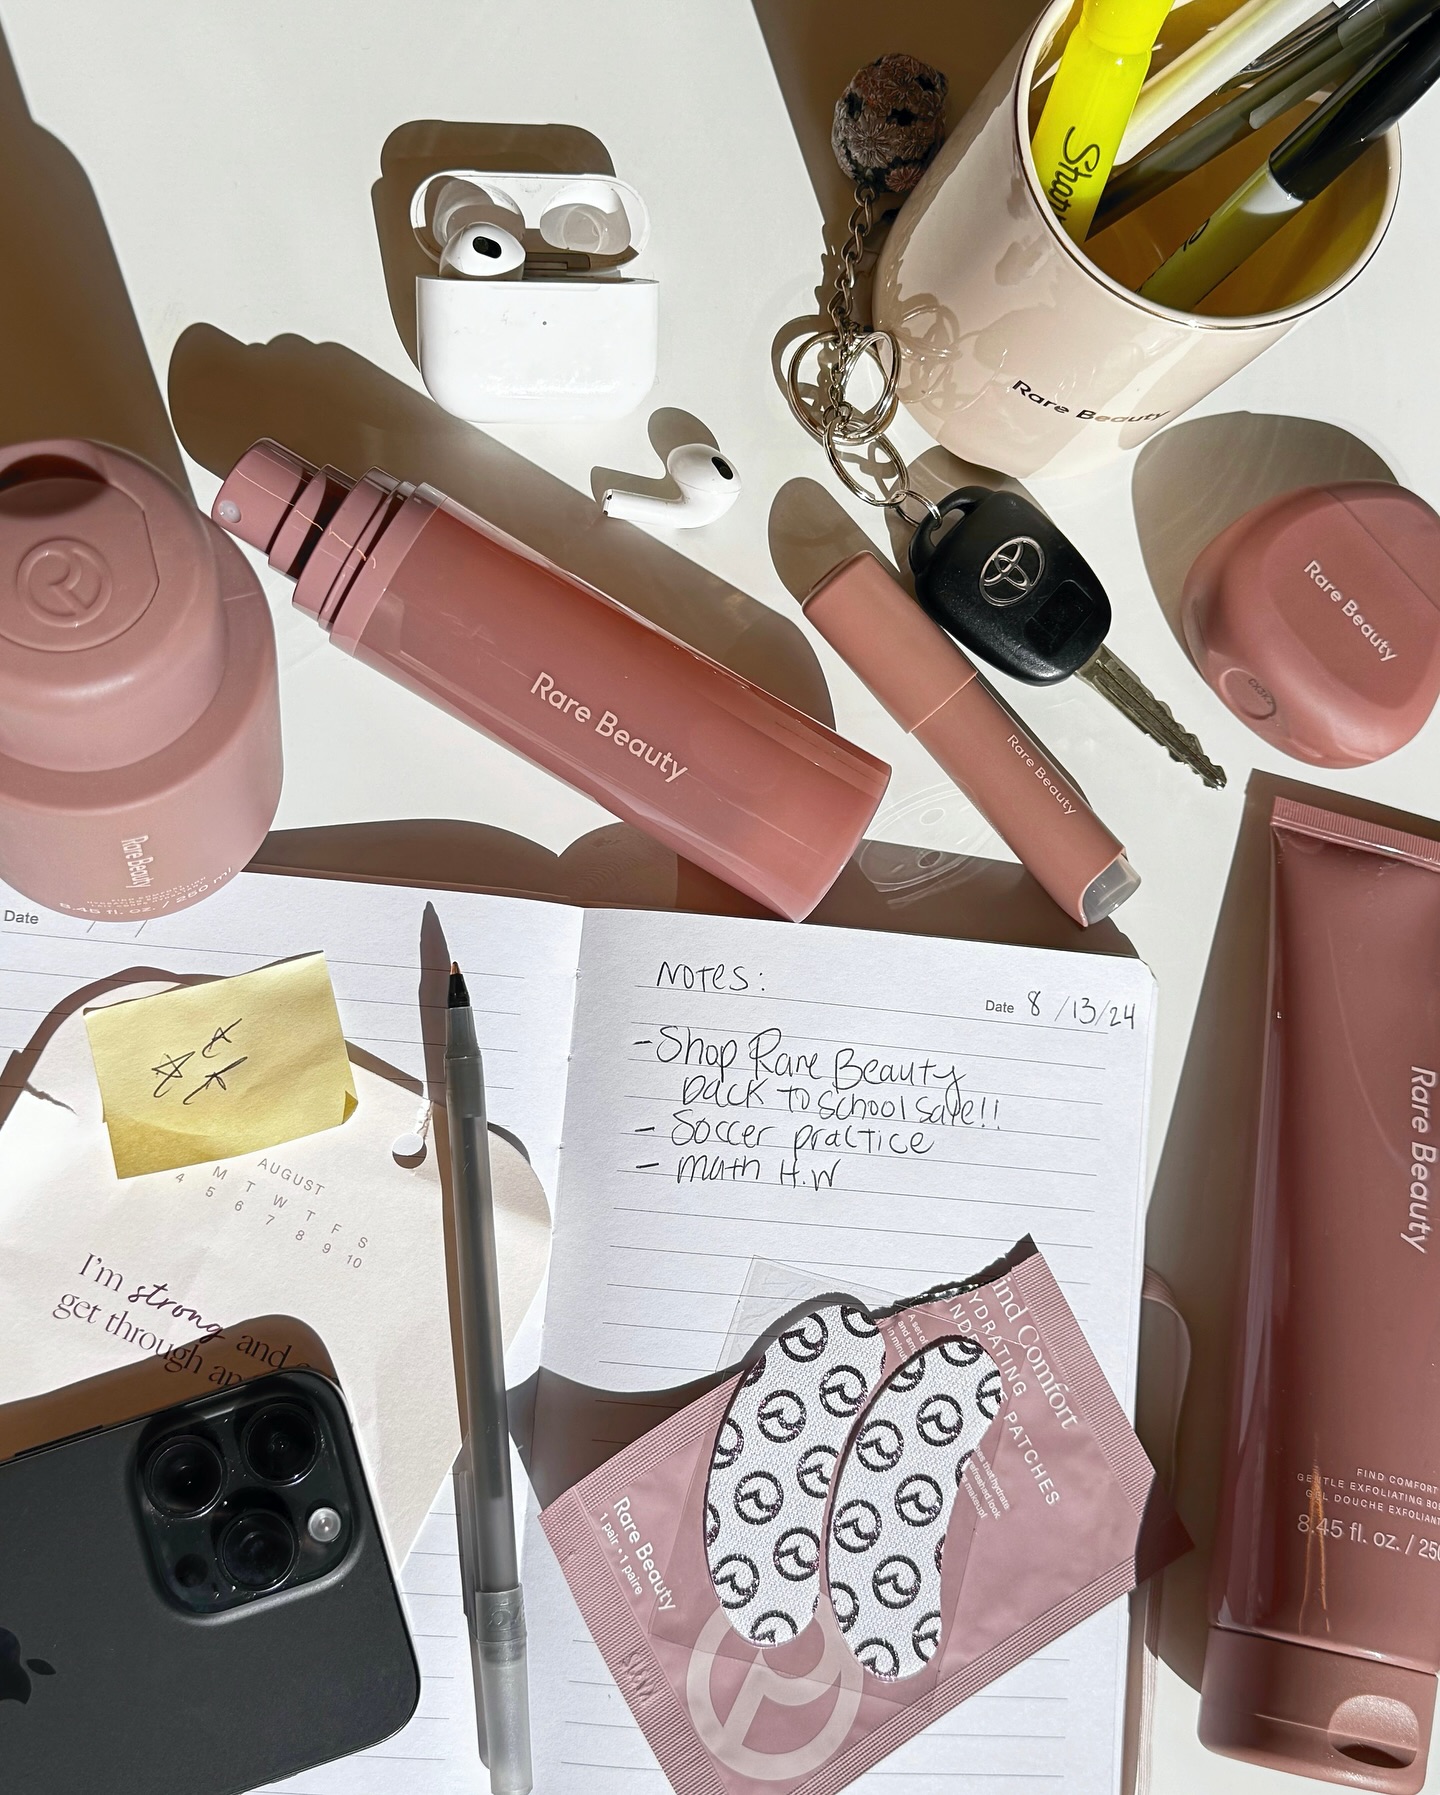 Sharpie
Rare Beauty
Rare Beauty
Rare Beauty
Rare Beauty
Rare Beauty
8.45 fl. oz. / 250 ml
Date
NOTES:
Date 8/13/24
- Shop Rare Beauty
back to school sale!!
- Soccer practice
- math H.W
AUGUST
M T W T F S
4 5 6 7 8 9 10
I'm strong and
get through
Rare Beauty
FIND COMFORT
GENTLE EXFOLIATING
GEL DOUCHE EXFOLIANT
8.45 fl. oz. / 250
Find Comfort
HYDRATING
UNDEREYE PATCHES
Rare Beauty
1 pair • 1 paire